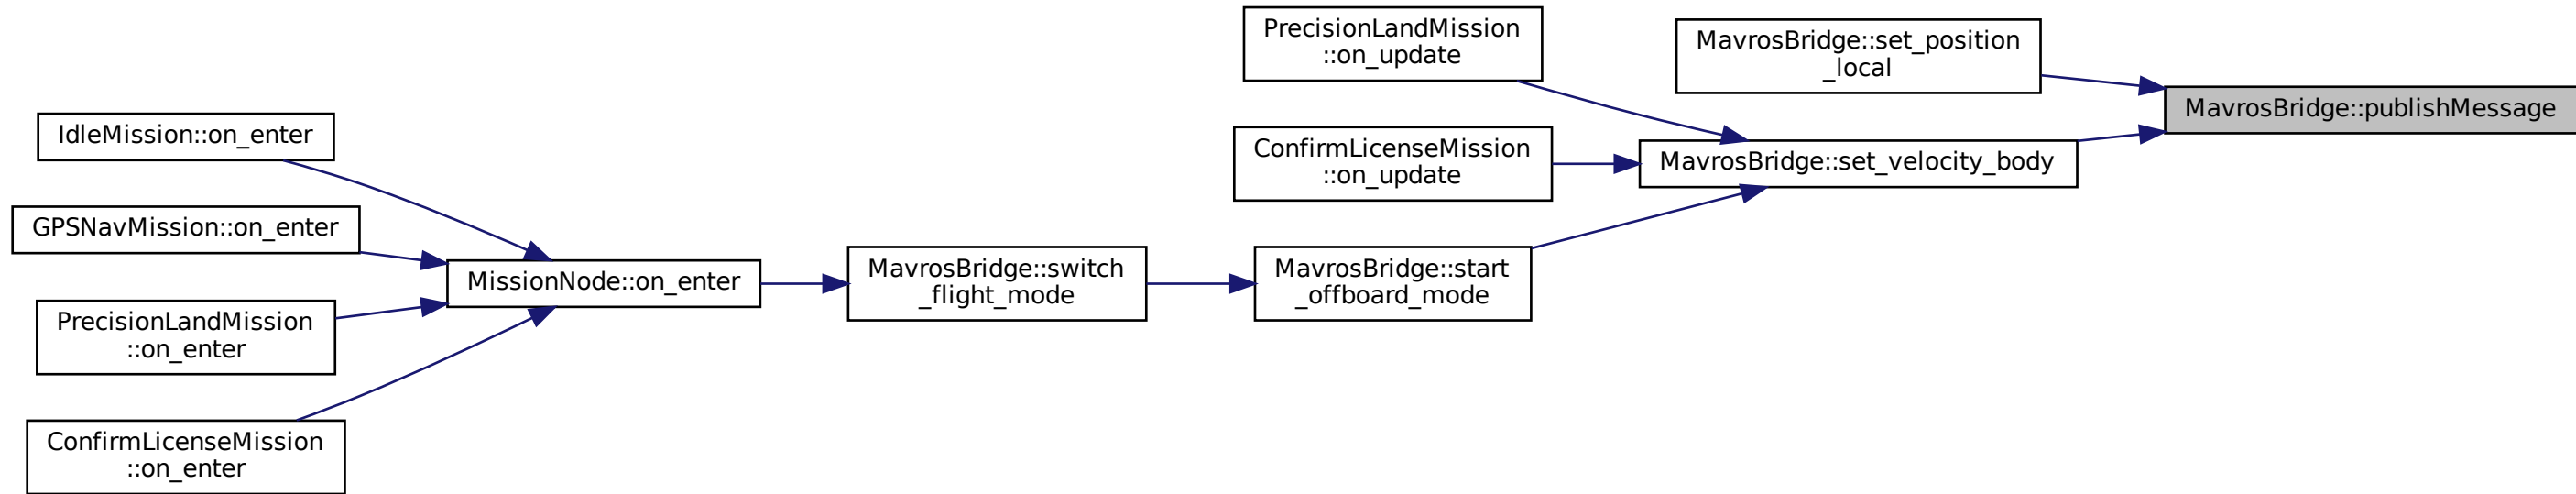 PrecisionLandMission
::on_update
MavrosBridge::set_position
_local
MavrosBridge::publishMessage
IdleMission::on_enter
ConfirmLicenseMission
::on_update
MavrosBridge::set_velocity_body
GPSNavMission::on_enter
MissionNode::on_enter
MavrosBridge::switch
_flight_mode
MavrosBridge::start
_offboard_mode
PrecisionLandMission
::on_enter
ConfirmLicenseMission
::on_enter